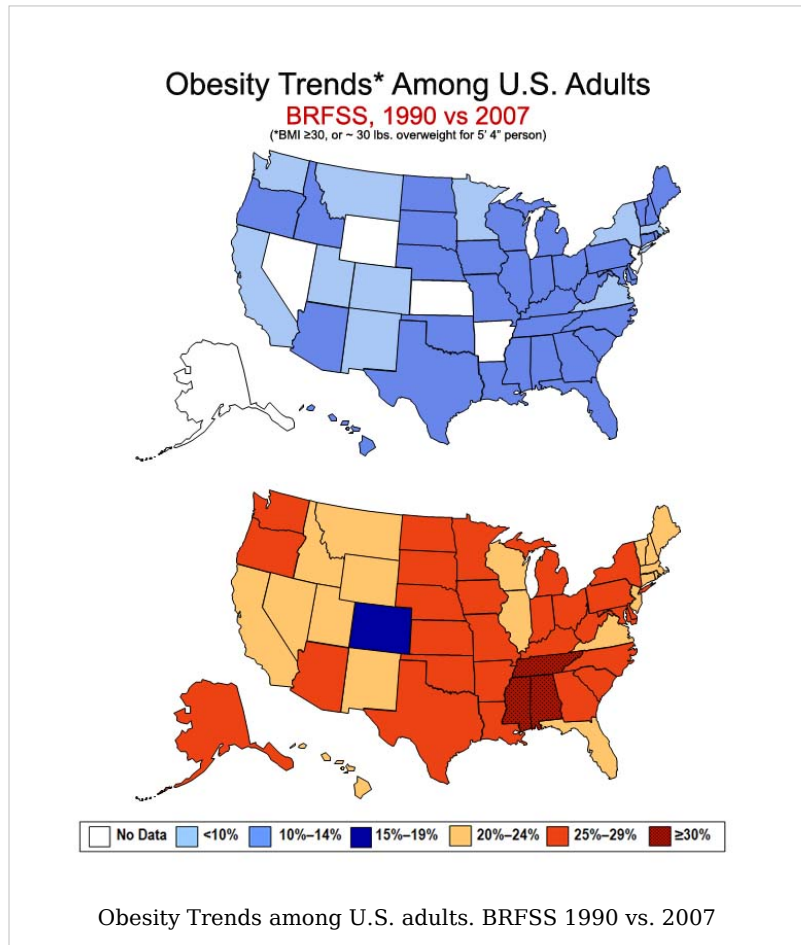 Obesity Trends* Among U.S. Adults
BRFSS, 1990 vs 2007
(*BMI ≥30, or ~ 30 lbs. overweight for 5' 4" person)
No Data <10% 10%–14% 15%–19% 20%–24% 25%–29% ≥30%
Obesity Trends among U.S. adults. BRFSS 1990 vs. 2007